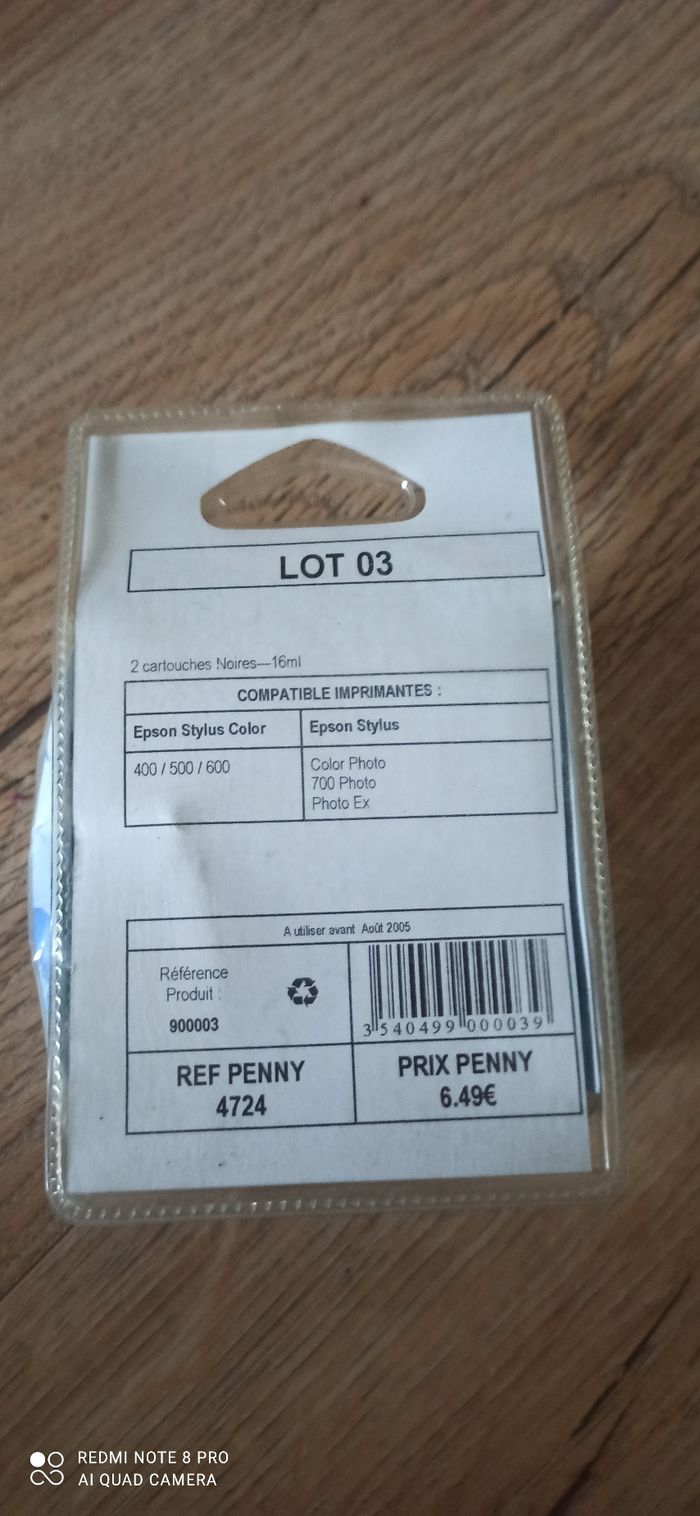 LOT 03
2 cartouches Noires—16ml
COMPATIBLE IMPRIMANTES :
Epson Stylus Color
Epson Stylus
400 / 500 / 600
Color Photo
700 Photo
Photo Ex
A utiliser avant Août 2005
Référence
Produit :
900003
3 540499 000039
REF PENNY
4724
PRIX PENNY
6.49€
REDMI NOTE 8 PRO
AI QUAD CAMERA